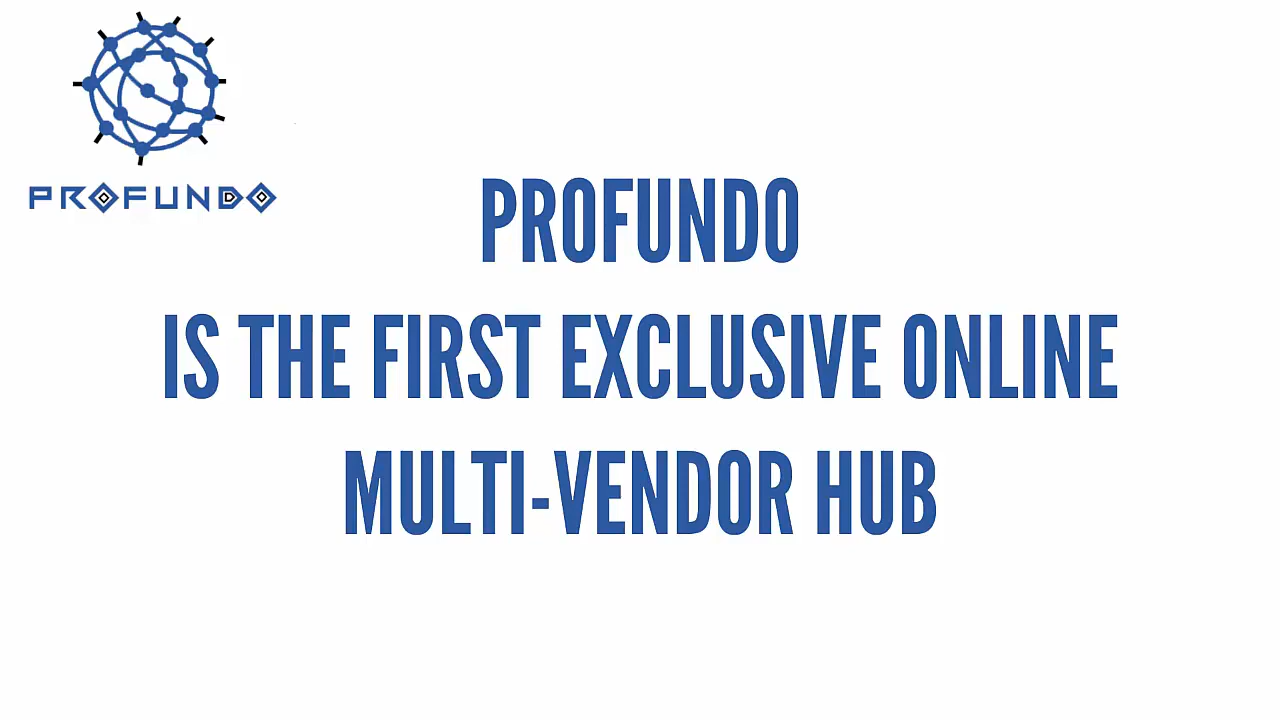 PROFUNDO
PROFUNDO
IS THE FIRST EXCLUSIVE ONLINE
MULTI-VENDOR HUB